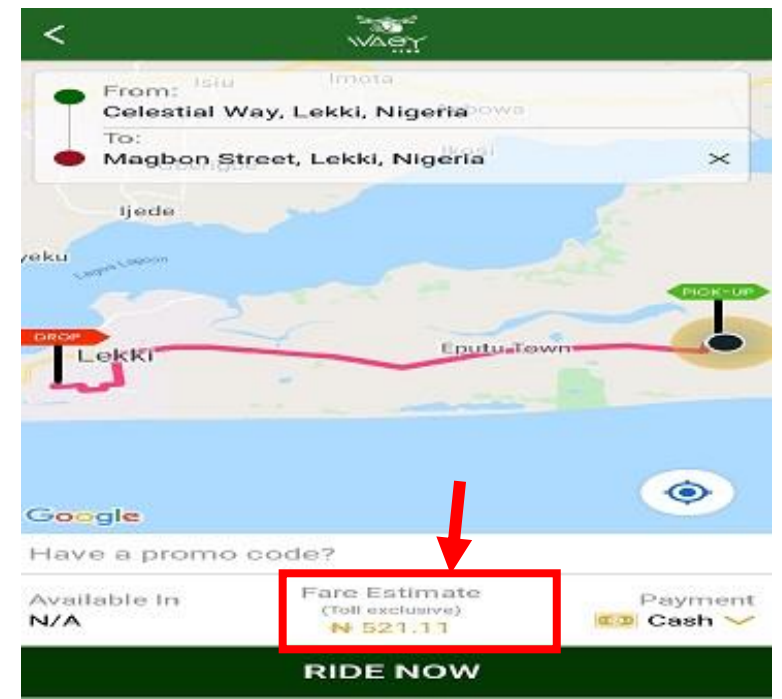 <
WAGY
Isiu
Imota
From:
Celestial Way, Lekki, Nigeria
To:
Ikosi
Magbon Street, Lekki, Nigeria
×
Ijede
Lagos Lagoon
PICK-UP
DROP
Lekki
Eputu Town
Google
Have a promo code?
Available In
N/A
Fare Estimate
(Toll exclusive)
₦ 521.11
Payment
Cash
RIDE NOW